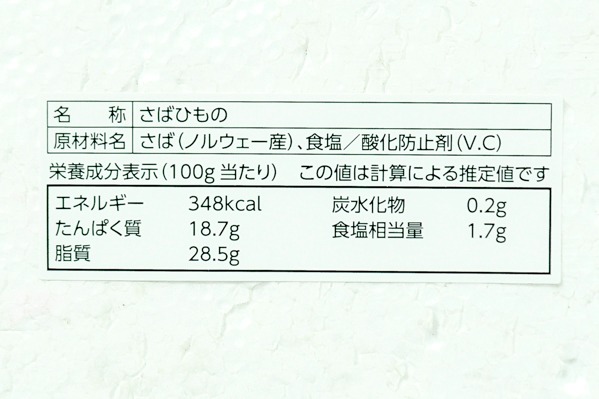 名称 さばひもの
原材料名 さば(ノルウェー産)、食塩/酸化防止剤(V.C)
栄養成分表示(100g当たり) この値は計算による推定値です
エネルギー 348kcal 炭水化物 0.2g
たんぱく質 18.7g 食塩相当量 1.7g
脂質 28.5g